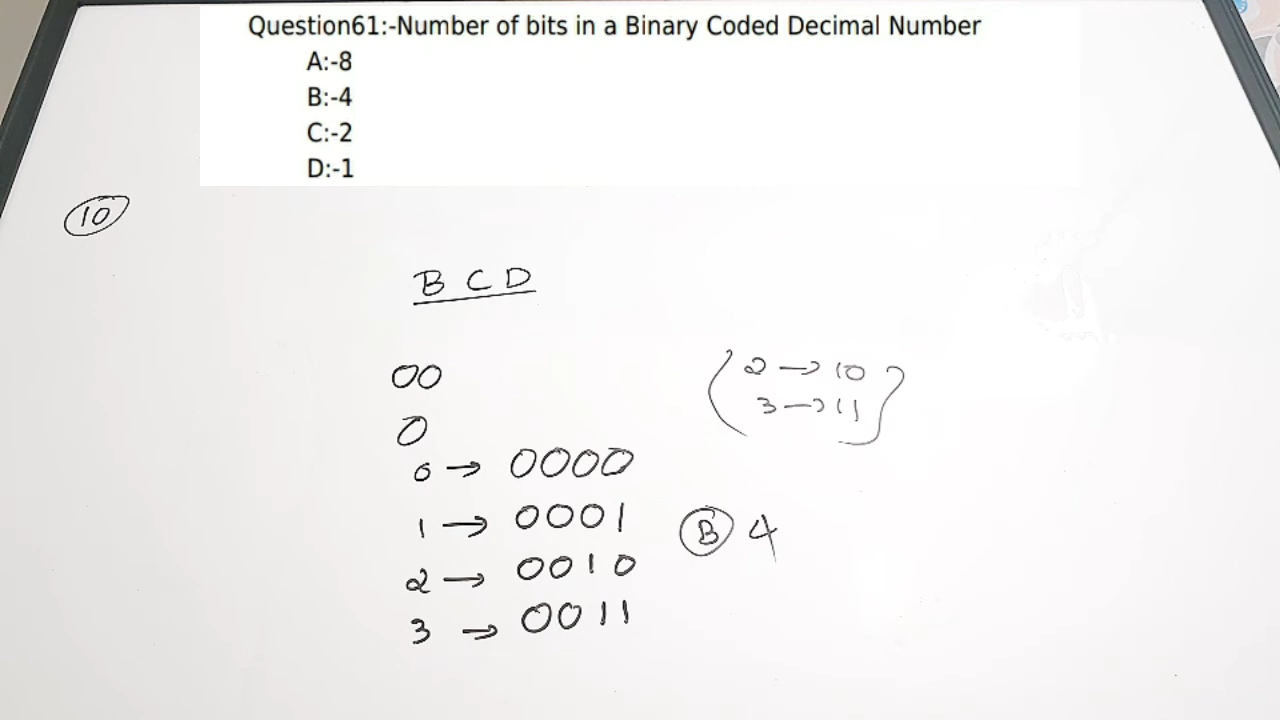 Question61:-Number of bits in a Binary Coded Decimal Number
A:-8
B:-4
C:-2
D:-1
10
B C D
00
0
0 → 0000
1 → 0001
2 → 0010
3 → 0011
2 → 10
3 → 11
B 4